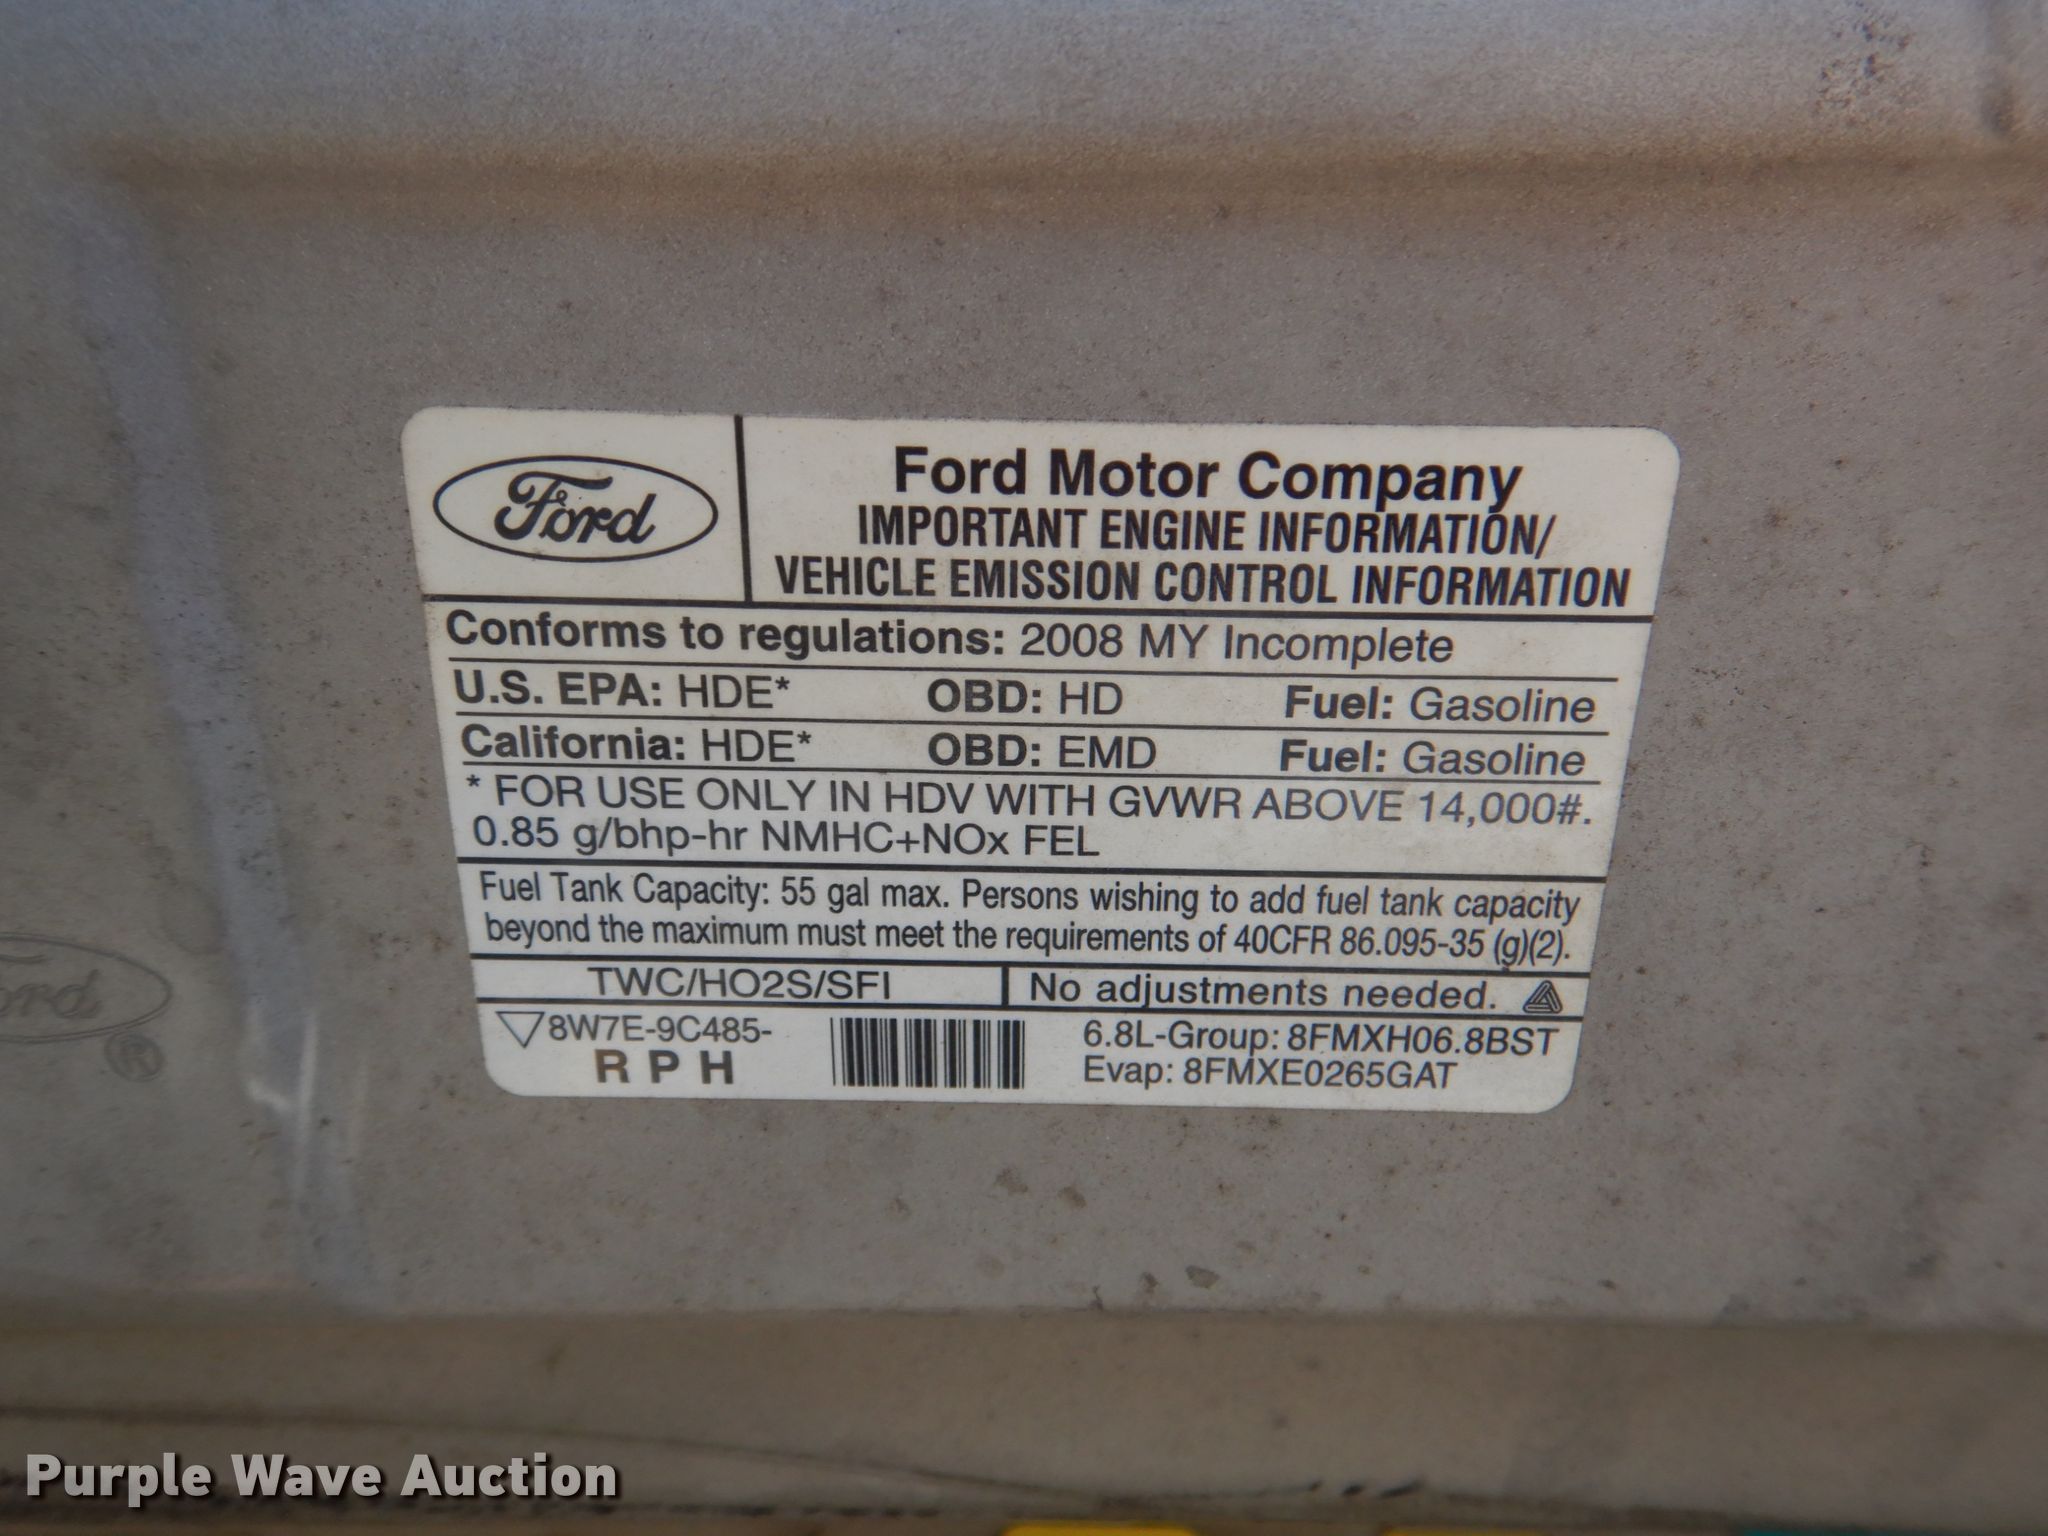 Ford
Ford Motor Company
IMPORTANT ENGINE INFORMATION/
VEHICLE EMISSION CONTROL INFORMATION
Conforms to regulations: 2008 MY Incomplete
U.S. EPA: HDE* OBD: HD Fuel: Gasoline
California: HDE* OBD: EMD Fuel: Gasoline
* FOR USE ONLY IN HDV WITH GVWR ABOVE 14,000#.
0.85 g/bhp-hr NMHC+NOx FEL
Fuel Tank Capacity: 55 gal max. Persons wishing to add fuel tank capacity
beyond the maximum must meet the requirements of 40CFR 86.095-35 (g)(2).
TWC/HO2S/SFI No adjustments needed.
8W7E-9C485- 6.8L-Group: 8FMXH06.8BST
R P H Evap: 8FMXE0265GAT
ord
®
Purple Wave Auction